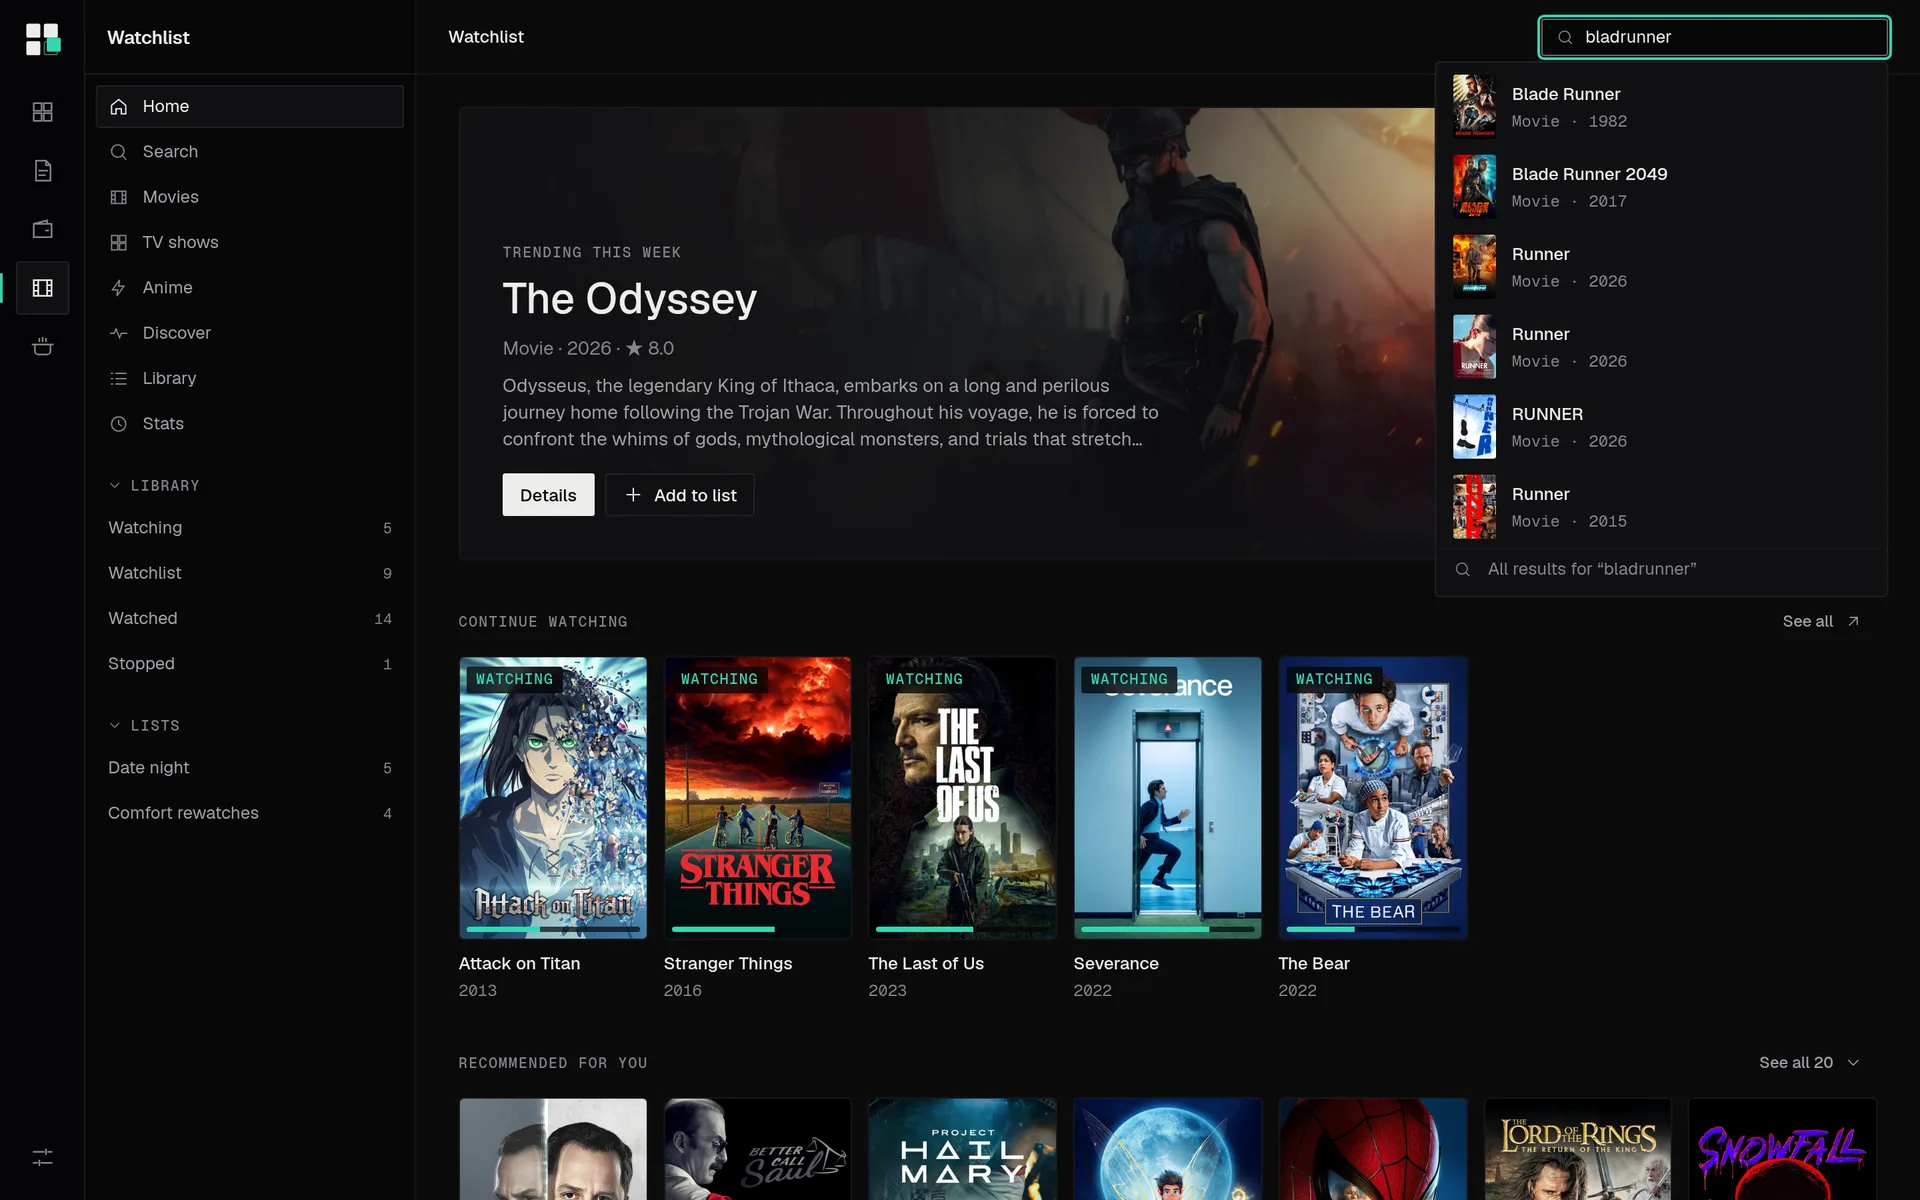 Watchlist
Home
Search
Movies
TV shows
Anime
Discover
Library
Stats
LIBRARY
Watching 5
Watchlist 9
Watched 14
Stopped 1
LISTS
Date night 5
Comfort rewatches 4
Watchlist
bladrunner
Blade Runner
Movie · 1982
Blade Runner 2049
Movie · 2017
Runner
Movie · 2026
Runner
Movie · 2026
RUNNER
Movie · 2026
Runner
Movie · 2015
All results for “bladrunner”
TRENDING THIS WEEK
The Odyssey
Movie · 2026 · ★ 8.0
Odysseus, the legendary King of Ithaca, embarks on a long and perilous
journey home following the Trojan War. Throughout his voyage, he is forced to
confront the whims of gods, mythological monsters, and trials that stretch…
Details
Add to list
CONTINUE WATCHING
See all
WATCHING
Attack on Titan
Attack on Titan
2013
WATCHING
STRANGER
THINGS
Stranger Things
2016
WATCHING
THE
LAST
OF US
The Last of Us
2023
WATCHING
Severance
2022
WATCHING
THE BEAR
The Bear
2022
RECOMMENDED FOR YOU
See all 20
BETTER
CALL
Saul
PROJECT
HAIL
MARY
THE
LORD OF THE RINGS
THE RETURN OF THE KING
SNOWFALL